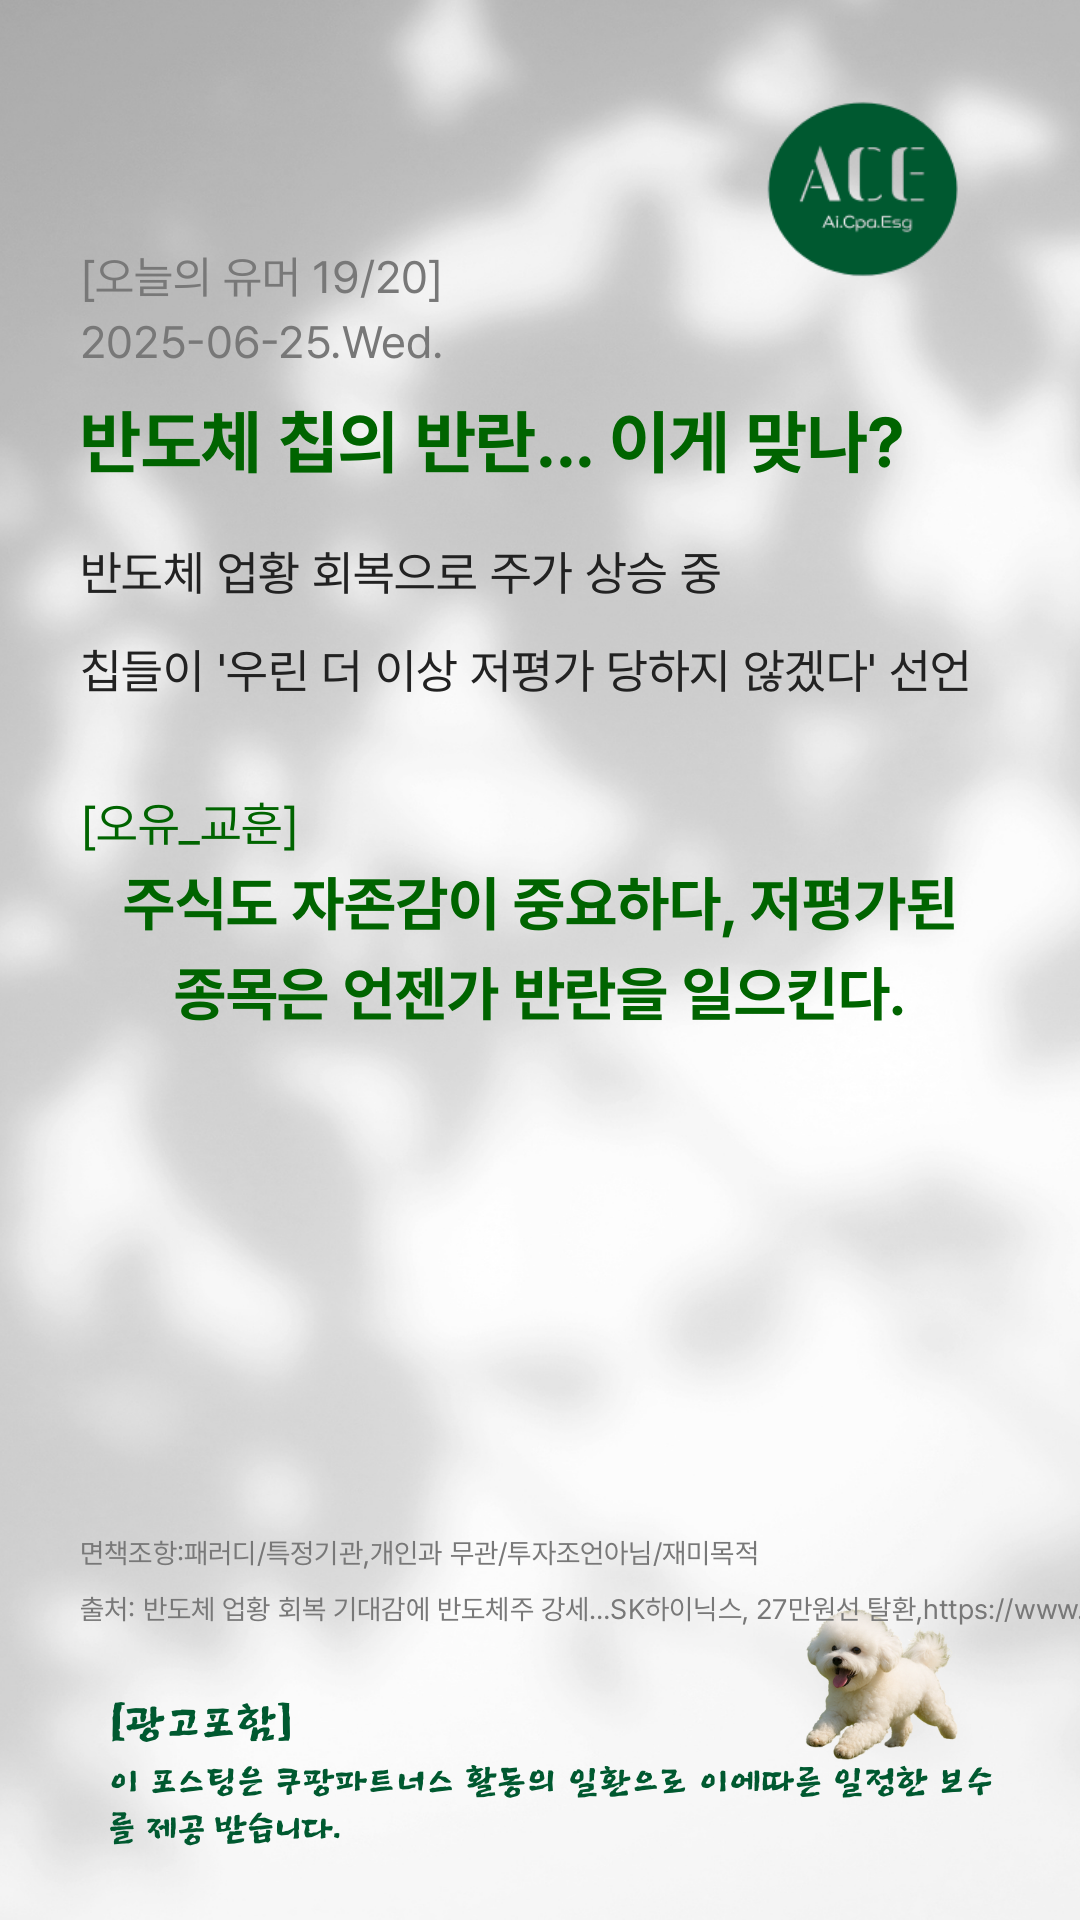 ACE
Ai.Cpa.Esg
[오늘의 유머 19/20]
2025-06-25.Wed.
반도체 칩의 반란... 이게 맞나?
반도체 업황 회복으로 주가 상승 중
칩들이 '우린 더 이상 저평가 당하지 않겠다' 선언
[오유_교훈]
주식도 자존감이 중요하다, 저평가된
종목은 언젠가 반란을 일으킨다.
면책조항:패러디/특정기관,개인과 무관/투자조언아님/재미목적
출처: 반도체 업황 회복 기대감에 반도체주 강세...SK하이닉스, 27만원선 탈환,https://www.
[광고포함]
이 포스팅은 쿠팡파트너스 활동의 일환으로 이에따른 일정한 보수
를 제공 받습니다.